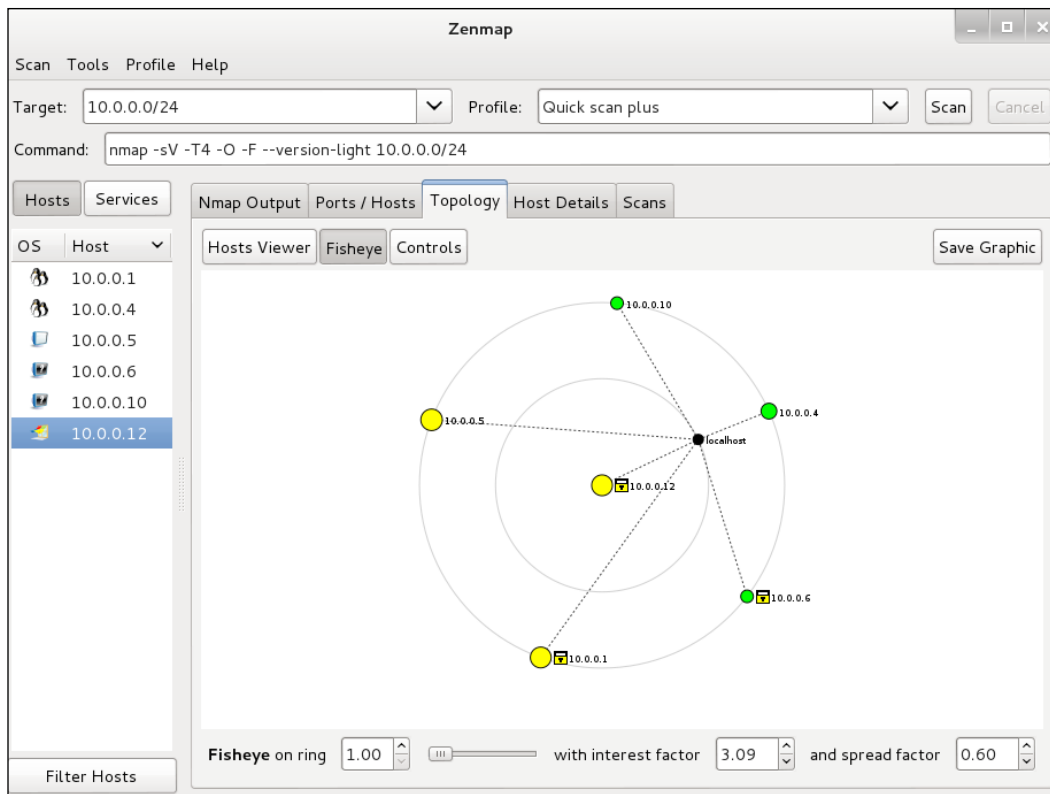 Zenmap
Scan Tools Profile Help
Target: 10.0.0.0/24 Profile: Quick scan plus Scan Cancel
Command: nmap -sV -T4 -O -F --version-light 10.0.0.0/24
Hosts Services
Nmap Output Ports / Hosts Topology Host Details Scans
OS Host
Hosts Viewer Fisheye Controls Save Graphic
10.0.0.1
10.0.0.4
10.0.0.5
10.0.0.6
10.0.0.10
10.0.0.12
10.0.0.10
10.0.0.4
10.0.0.5
localhost
10.0.0.12
10.0.0.6
10.0.0.1
Fisheye on ring 1.00 with interest factor 3.09 and spread factor 0.60
Filter Hosts